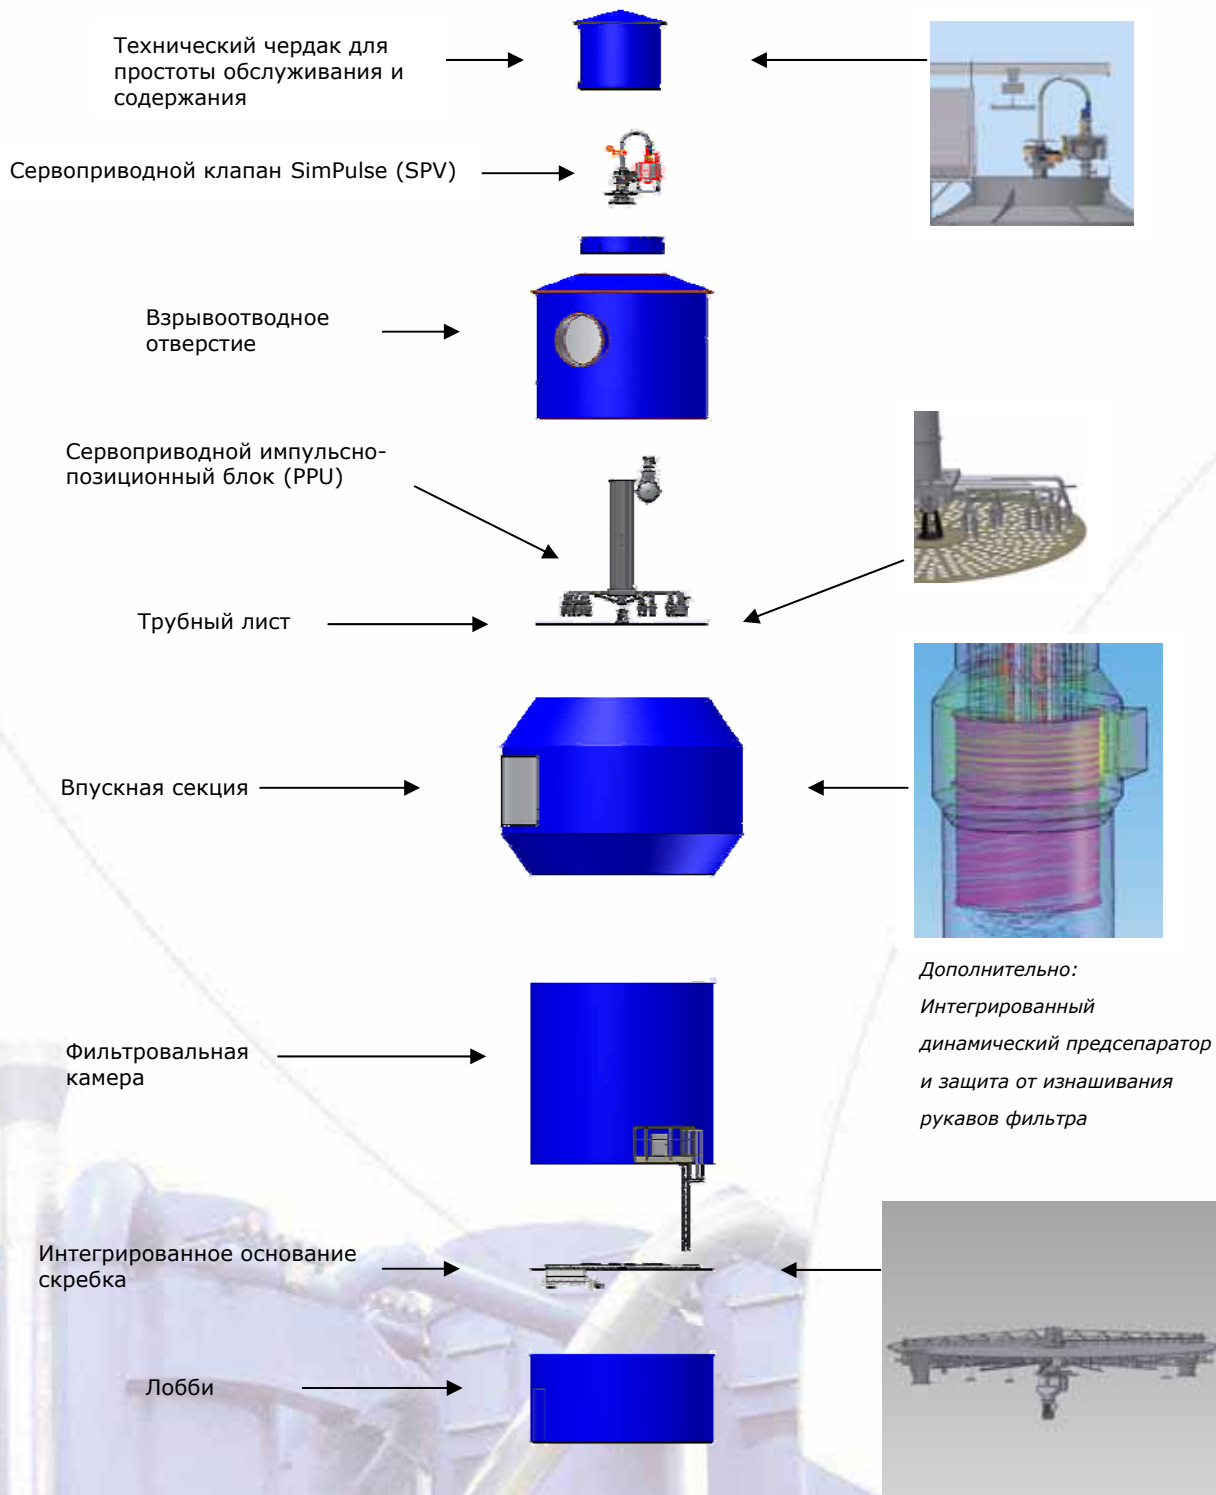 Технический чердак для
простоты обслуживания и
содержания
Сервоприводной клапан SimPulse (SPV)
Взрывоотводное
отверстие
Сервоприводной импульсно-
позиционный блок (PPU)
Трубный лист
Впускная секция
Дополнительно:
Интегрированный
динамический предсепаратор
и защита от изнашивания
рукавов фильтра
Фильтровальная
камера
Интегрированное основание
скребка
Лобби